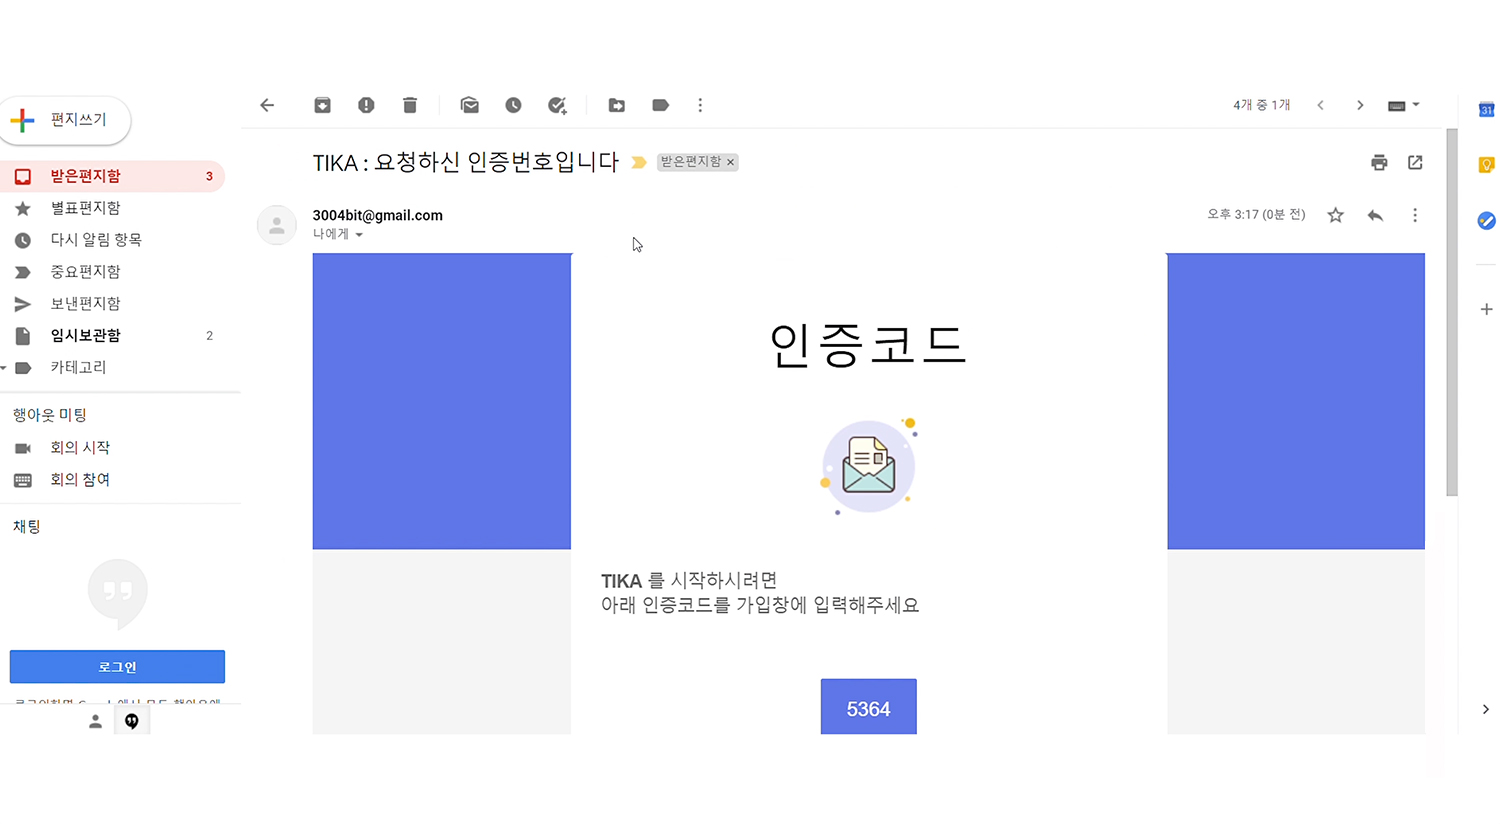 편지쓰기
받은편지함 3
별표편지함
다시 알림 항목
중요편지함
보낸편지함
임시보관함 2
카테고리
행아웃 미팅
회의 시작
회의 참여
채팅
로그인
4개 중 1개
31
TIKA : 요청하신 인증번호입니다
받은편지함 ×
3004bit@gmail.com
나에게
오후 3:17 (0분 전)
인증코드
TIKA 를 시작하시려면
아래 인증코드를 가입창에 입력해주세요
5364